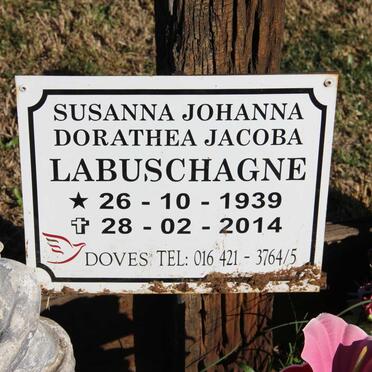 SUSANNA JOHANNA
DORATHEA JACOBA
LABUSCHAGNE
★ 26 - 10 - 1939
✝ 28 - 02 - 2014
DOVES TEL: 016 421 - 3764/5